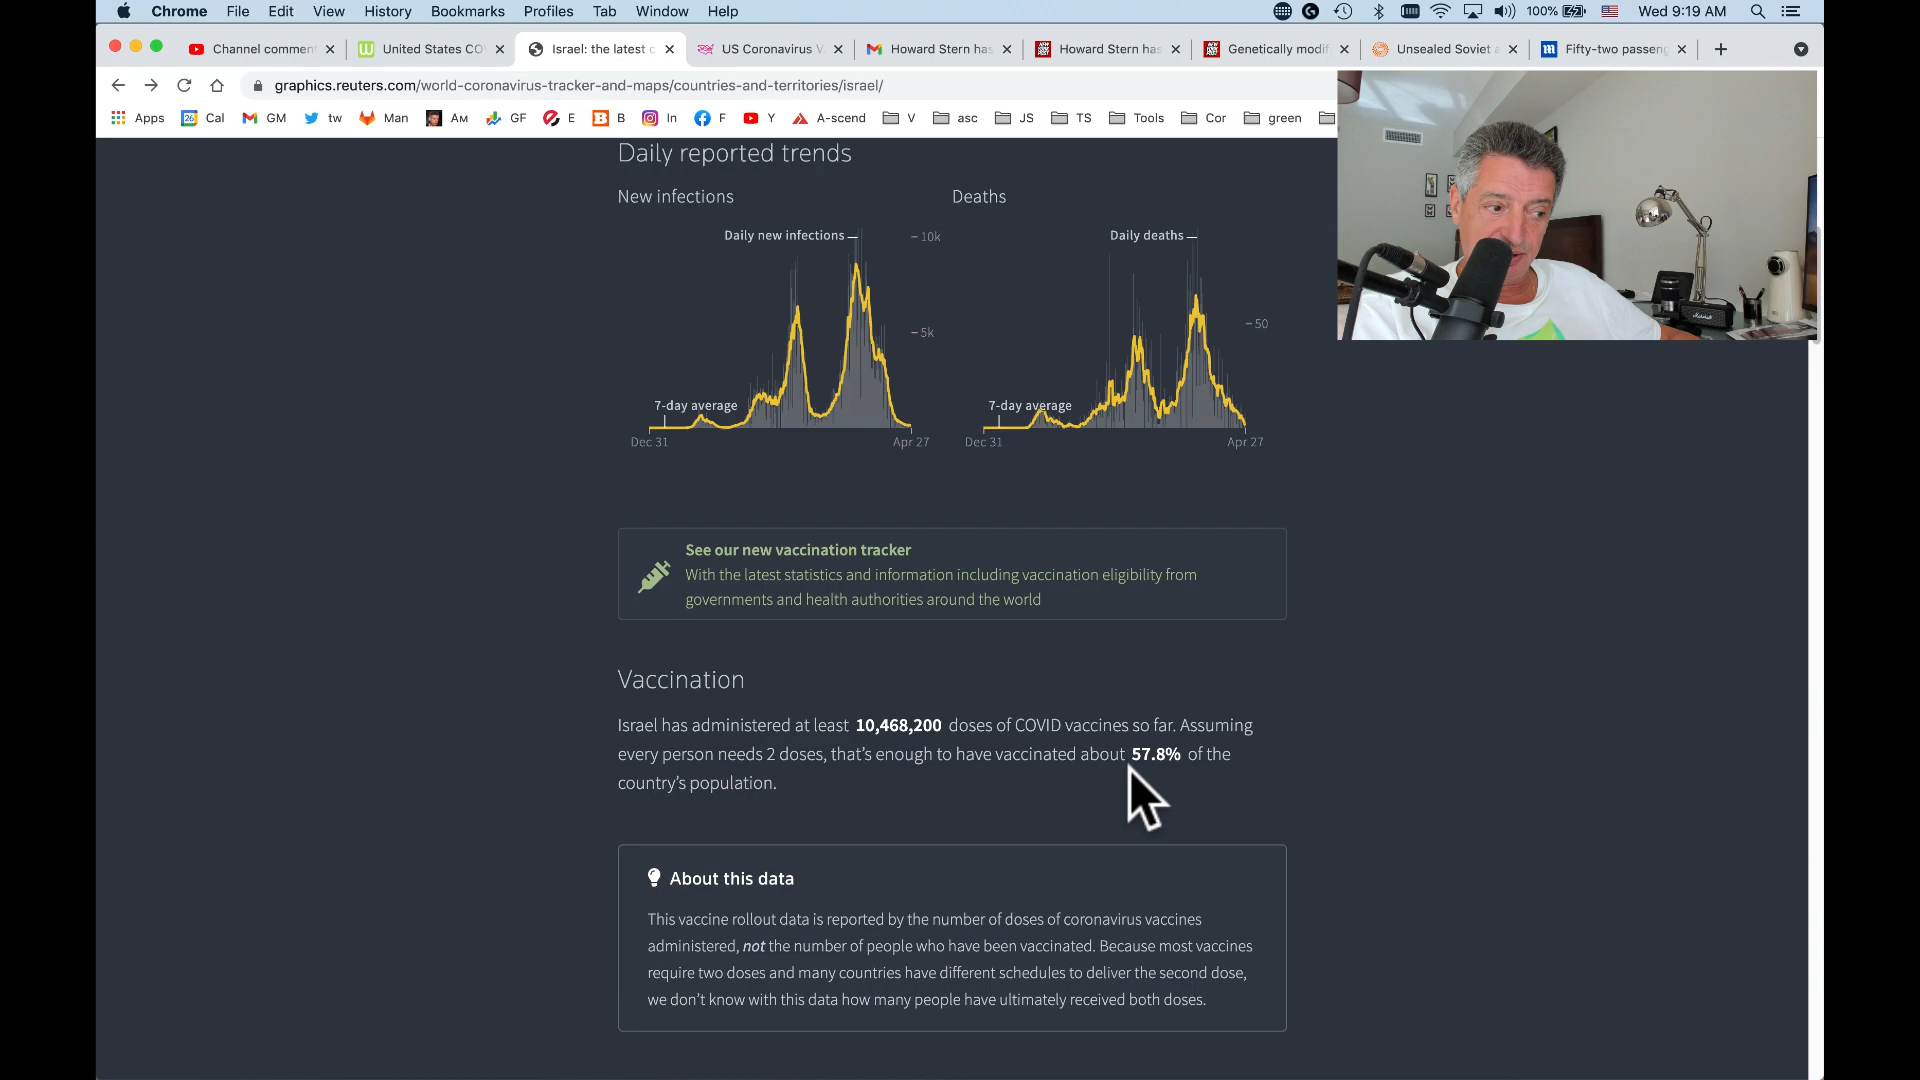 Chrome File Edit View History Bookmarks Profiles Tab Window Help 100% Wed 9:19 AM
Channel commen United States CO Israel: the latest c US Coronavirus V Howard Stern has Howard Stern has Genetically modif Unsealed Soviet a Fifty-two passeng
graphics.reuters.com/world-coronavirus-tracker-and-maps/countries-and-territories/israel/
Apps 26 Cal GM tw Man Am GF E B In F Y A-scend V asc JS TS Tools Cor green
Daily reported trends
New infections
Daily new infections
10k
5k
7-day average
Dec 31
Apr 27
Deaths
Daily deaths
50
7-day average
Dec 31
Apr 27
See our new vaccination tracker
With the latest statistics and information including vaccination eligibility from
governments and health authorities around the world
Vaccination
Israel has administered at least 10,468,200 doses of COVID vaccines so far. Assuming
every person needs 2 doses, that's enough to have vaccinated about 57.8% of the
country's population.
About this data
This vaccine rollout data is reported by the number of doses of coronavirus vaccines
administered, not the number of people who have been vaccinated. Because most vaccines
require two doses and many countries have different schedules to deliver the second dose,
we don't know with this data how many people have ultimately received both doses.
Marshall